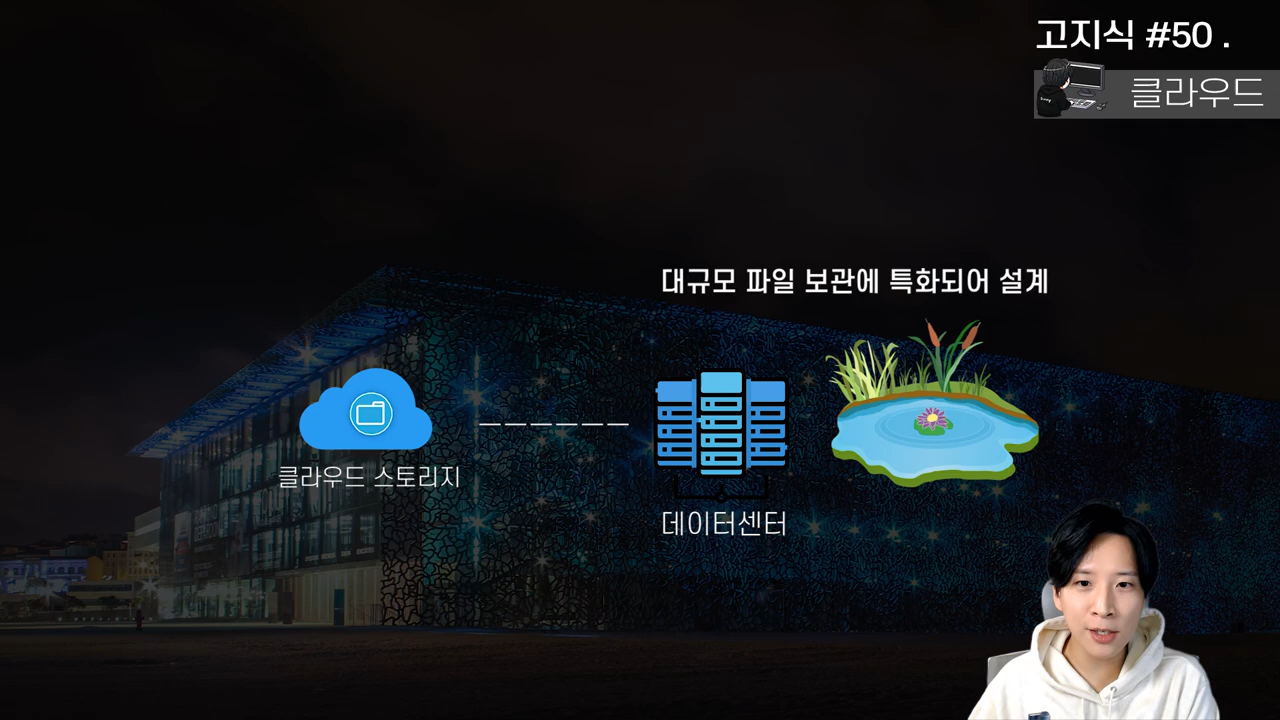 고지식 #50 .
클라우드
대규모 파일 보관에 특화되어 설계
클라우드 스토리지
데이터센터